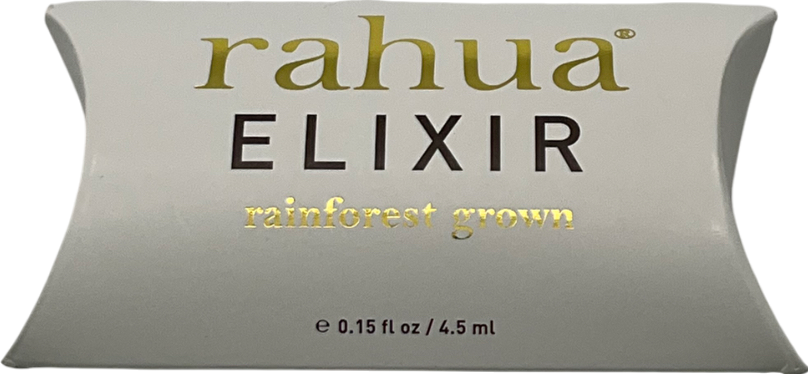 rahua®
ELIXIR
rainforest grown
℮ 0.15 fl oz / 4.5 ml